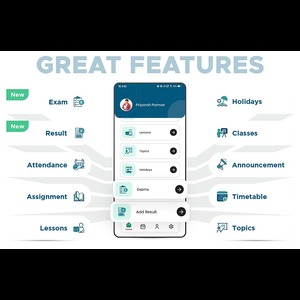 GREAT FEATURES
New
Exam
New
Result
Attendance
Assignment
Lessons
Priyansh Parmar
Lessons
Topics
Holidays
Exams
Add Result
Holidays
Classes
Announcement
Timetable
Topics